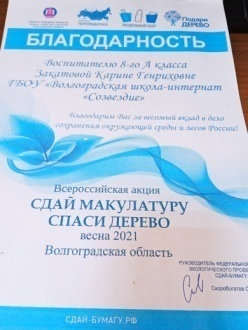 Подари
ДЕРЕВО
БЛАГОДАРНОСТЬ
Воспитателю 8-го А класса
Закатовой Карине Генриховне
ГБОУ «Волгоградская школа-интернат
«Созвездие»
Благодарим Вас за весомый вклад в дело
сохранения окружающей среды и лесов России!
Всероссийская акция
СДАЙ МАКУЛАТУРУ
СПАСИ ДЕРЕВО
весна 2021
Волгоградская область
РУКОВОДИТЕЛЬ ФЕДЕРАЛЬНОГО
ЭКОЛОГИЧЕСКОГО
СДАЙ-БУМАГУ
Скоробогатов
СДАЙ-БУМАГУ.РФ